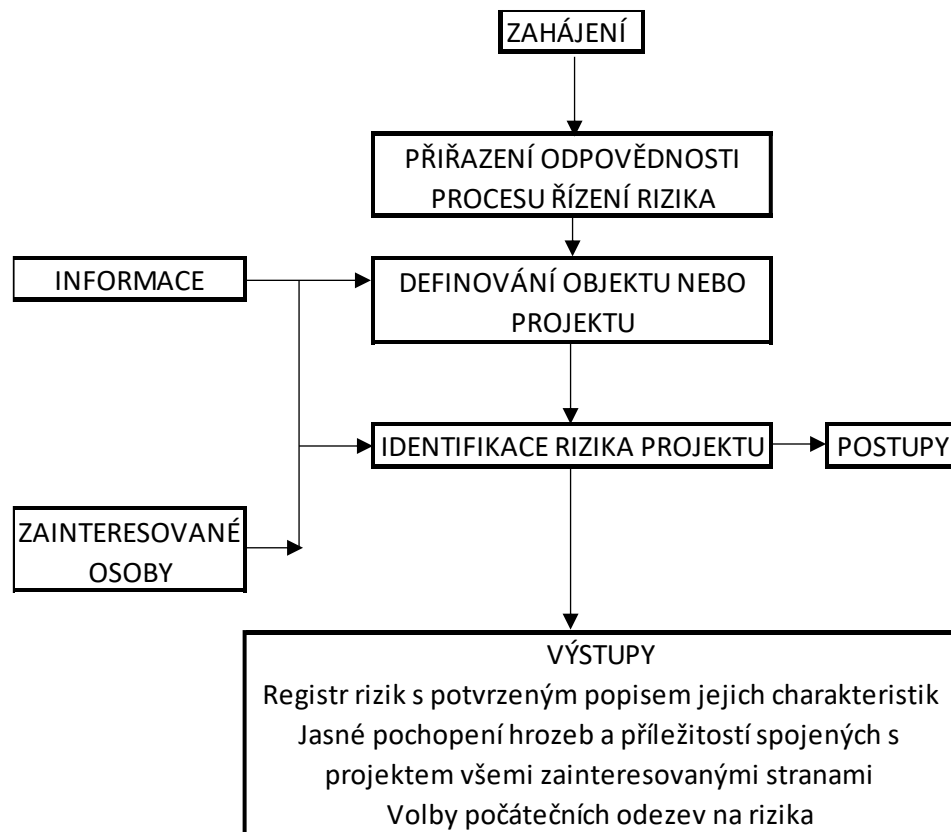 ZAHÁJENÍ
PŘIŘAZENÍ ODPOVĚDNOSTI
PROCESU ŘÍZENÍ RIZIKA
INFORMACE
DEFINOVÁNÍ OBJEKTU NEBO
PROJEKTU
IDENTIFIKACE RIZIKA PROJEKTU
POSTUPY
ZAINTERESOVANÉ
OSOBY
VÝSTUPY
Registr rizik s potvrzeným popisem jejich charakteristik
Jasné pochopení hrozeb a příležitostí spojených s
projektem všemi zainteresovanými stranami
Volby počátečních odezev na rizika